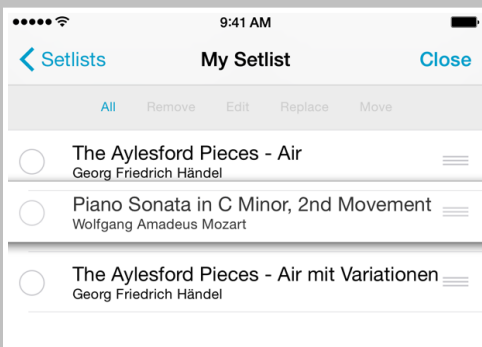 9:41 AM
Setlists My Setlist Close
All Remove Edit Replace Move
The Aylesford Pieces - Air
Georg Friedrich Händel
Piano Sonata in C Minor, 2nd Movement
Wolfgang Amadeus Mozart
The Aylesford Pieces - Air mit Variationen
Georg Friedrich Händel